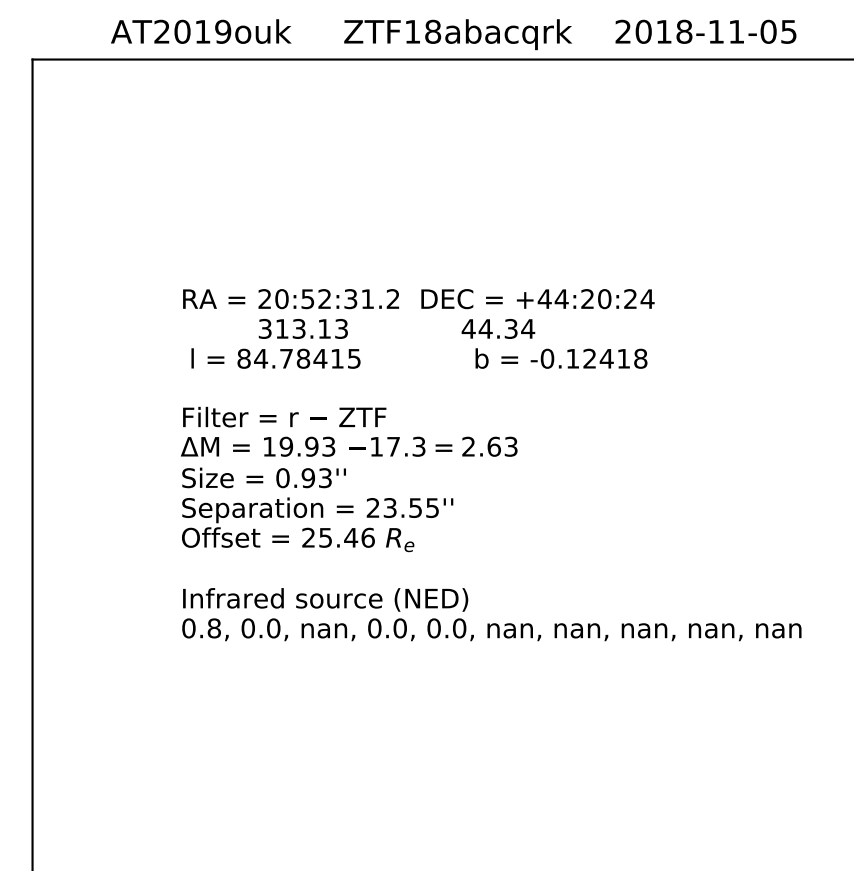 AT2019ouk ZTF18abacqrk 2018-11-05
RA = 20:52:31.2 DEC = +44:20:24
313.13 44.34
l = 84.78415 b = -0.12418
Filter = r − ZTF
ΔM = 19.93 −17.3 = 2.63
Size = 0.93''
Separation = 23.55''
Offset = 25.46 Re
Infrared source (NED)
0.8, 0.0, nan, 0.0, 0.0, nan, nan, nan, nan, nan